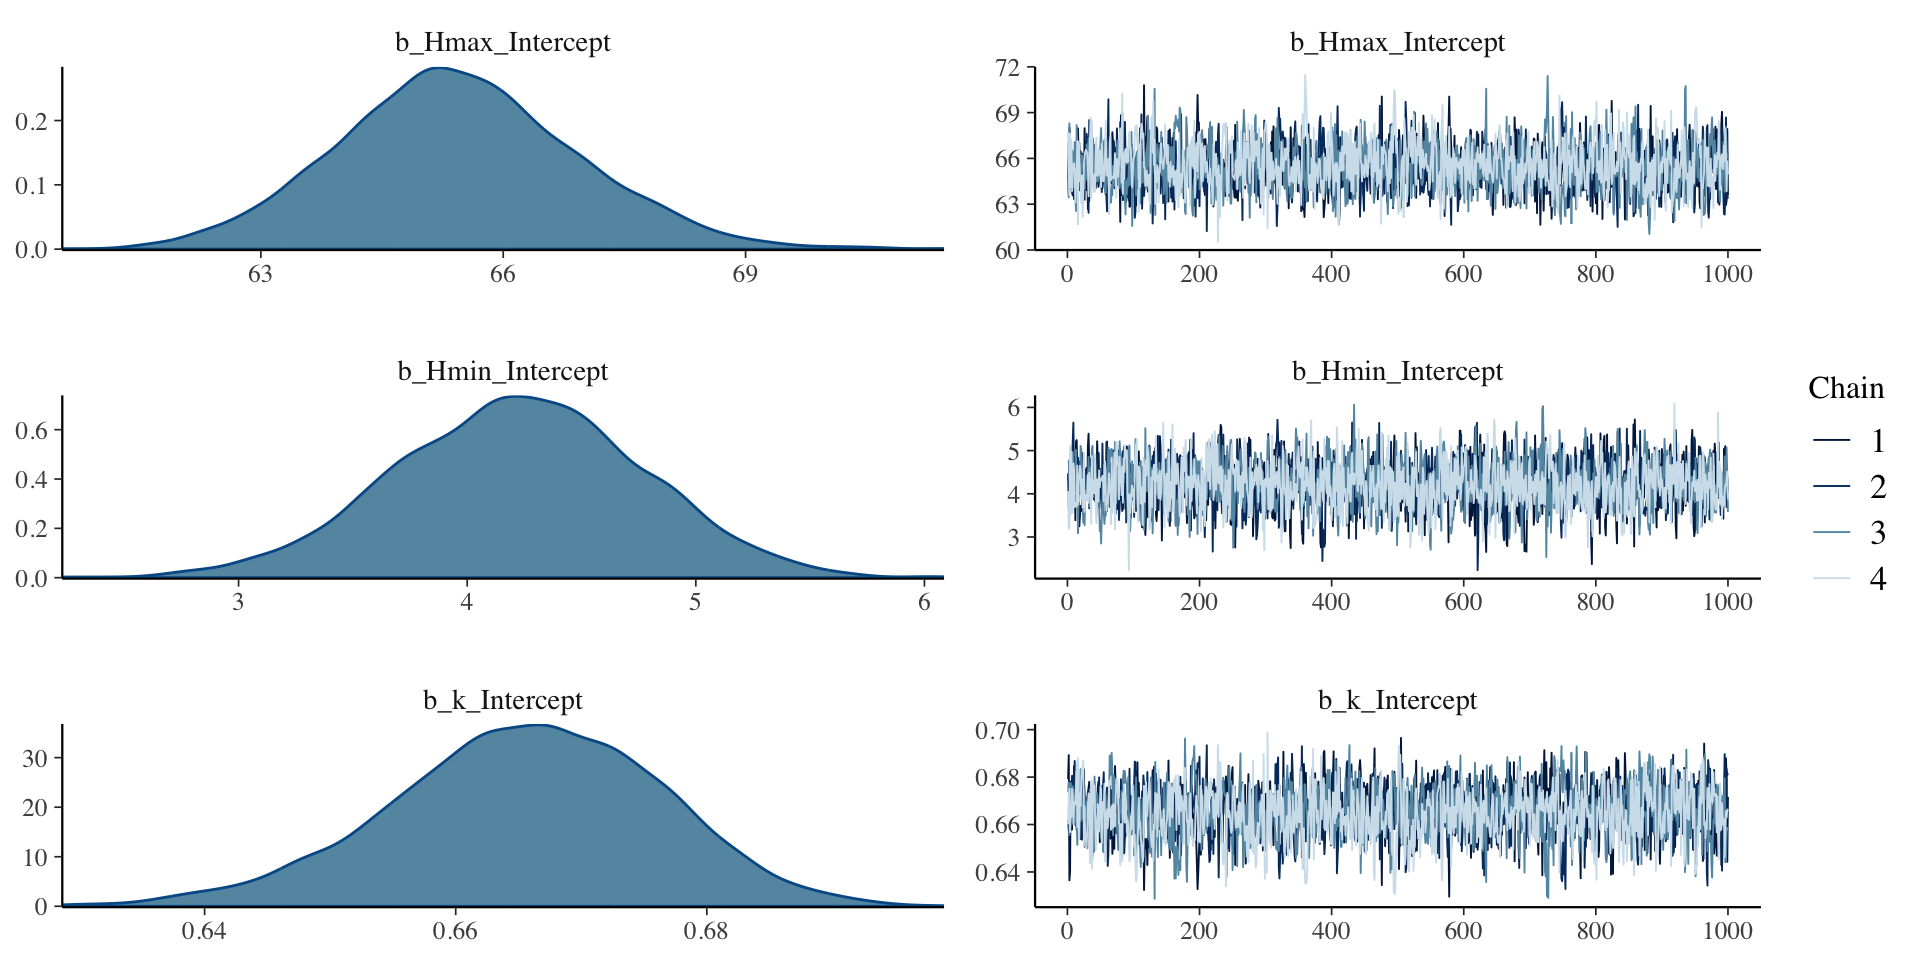 b_Hmax_Intercept
0.2
0.1
0.0
63 66 69
b_Hmax_Intercept
72
69
66
63
60
0 200 400 600 800 1000
b_Hmin_Intercept
0.6
0.4
0.2
0.0
3 4 5 6
b_Hmin_Intercept
6
5
4
3
0 200 400 600 800 1000
b_k_Intercept
30
20
10
0
0.64 0.66 0.68
b_k_Intercept
0.70
0.68
0.66
0.64
0 200 400 600 800 1000
Chain
1
2
3
4